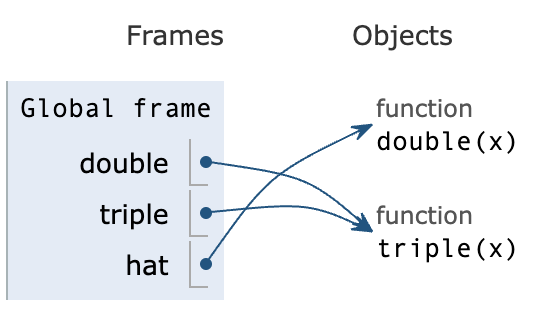 Frames
Objects
Global frame
double
triple
hat
function
double(x)
function
triple(x)